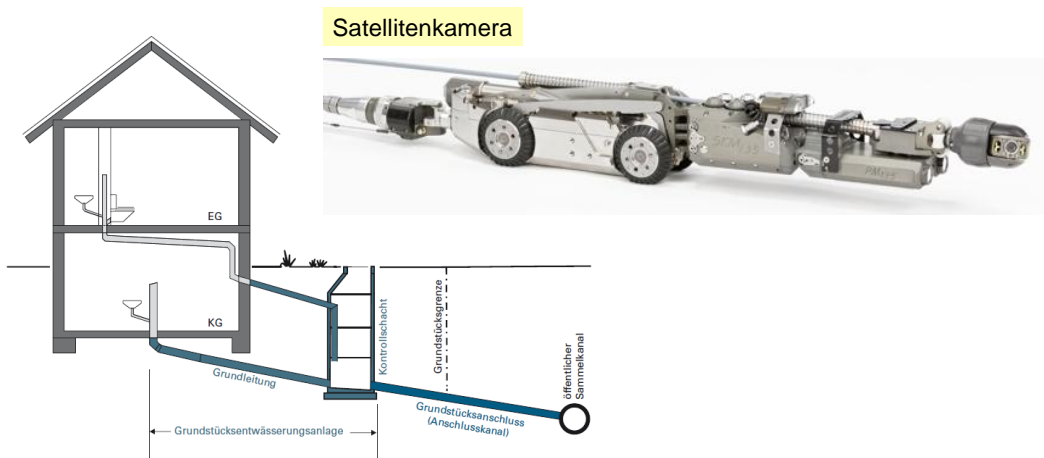 Satellitenkamera
EG
KG
Grundleitung
Kontrollschacht
Grundstücksgrenze
öffentlicher
Sammelkanal
Grundstücksanschluss
(Anschlusskanal)
Grundstücksentwässerungsanlage